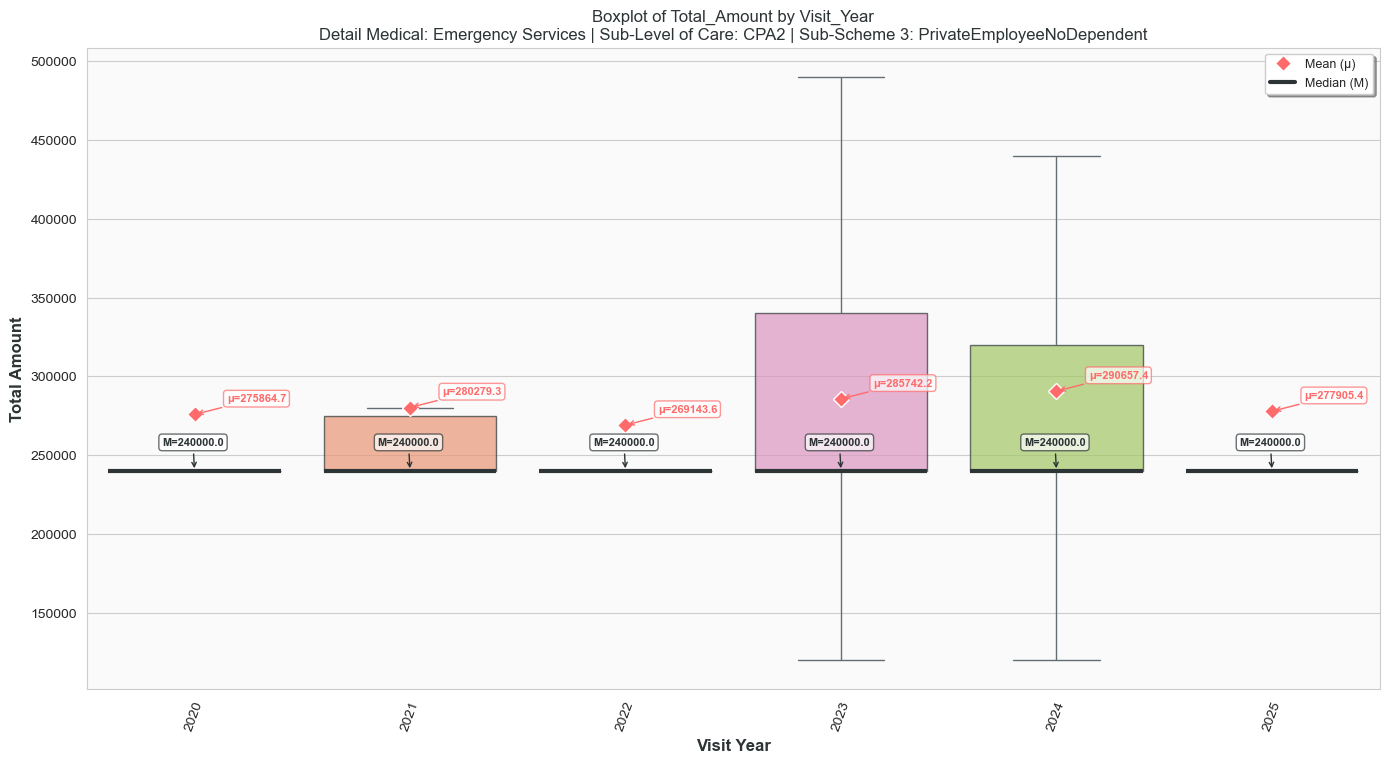 Boxplot of Total_Amount by Visit_Year
Detail Medical: Emergency Services | Sub-Level of Care: CPA2 | Sub-Scheme 3: PrivateEmployeeNoDependent
Mean (μ)
Median (M)
Total Amount
500000
450000
400000
350000
300000
250000
200000
150000
μ=275864.7
M=240000.0
μ=280279.3
M=240000.0
μ=269143.6
M=240000.0
μ=285742.2
M=240000.0
μ=290657.4
M=240000.0
μ=277905.4
M=240000.0
2020
2021
2022
2023
2024
2025
Visit Year